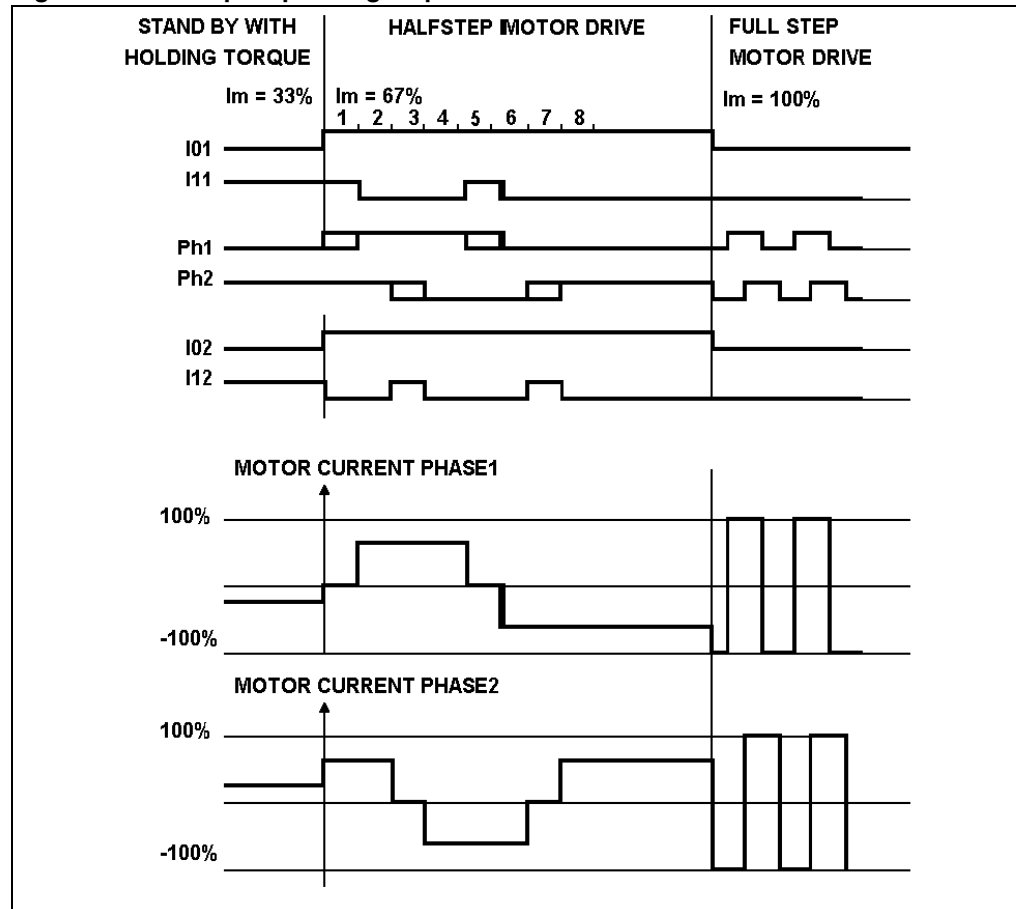 STAND BY WITH
HOLDING TORQUE
HALFSTEP MOTOR DRIVE
FULL STEP
MOTOR DRIVE
Im = 33%
Im = 67%
Im = 100%
1 2 3 4 5 6 7 8
I01
I11
Ph1
Ph2
I02
I12
MOTOR CURRENT PHASE1
100%
-100%
MOTOR CURRENT PHASE2
100%
-100%